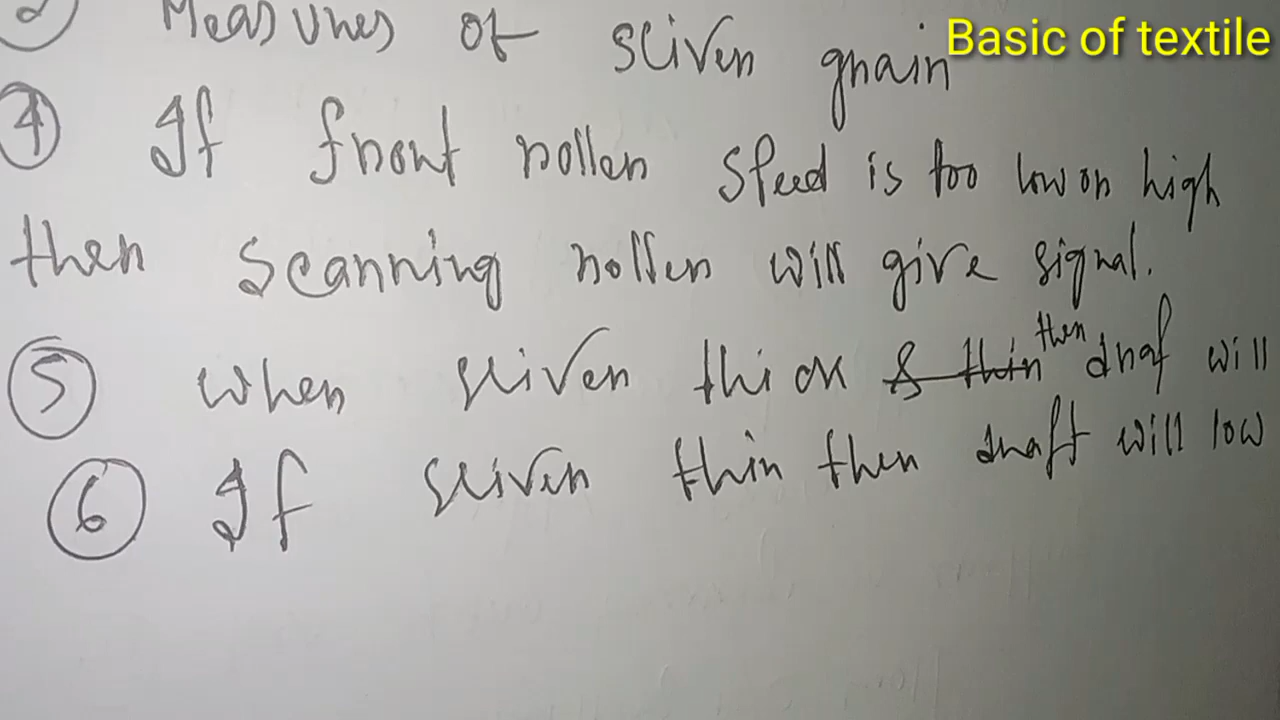 Measures of sliver grain
Basic of textile
4 If front roller speed is too low or high
then scanning roller will give signal.
5 when sliver thick & thin then draf will
6 If sliver thin then draft will low